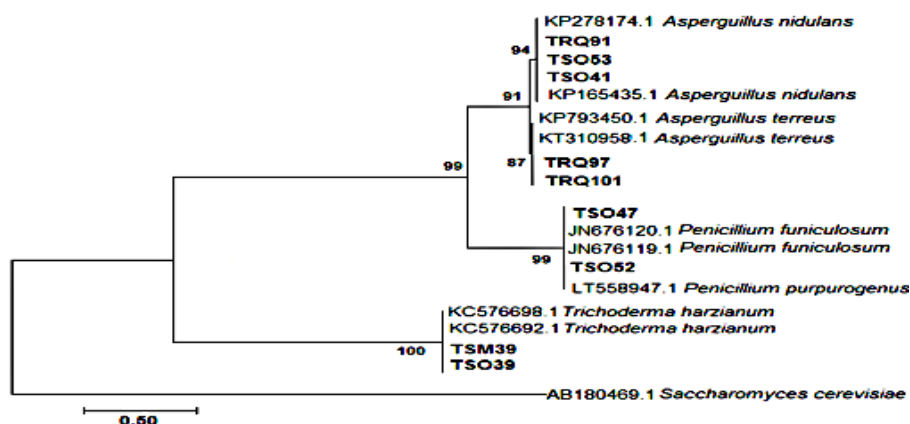 KP278174.1 Asperguillus nidulans
94
TRQ91
TSO53
TSO41
91
KP165435.1 Asperguillus nidulans
KP793450.1 Asperguillus terreus
KT310958.1 Asperguillus terreus
87
TRQ97
99
TRQ101
TSO47
JN676120.1 Penicillium funiculosum
JN676119.1 Penicillium funiculosum
99
TSO52
LT558947.1 Penicillium purpurogenus
KC576698.1 Trichoderma harzianum
KC576692.1 Trichoderma harzianum
100
TSM39
TSO39
AB180469.1 Saccharomyces cerevisiae
0.50